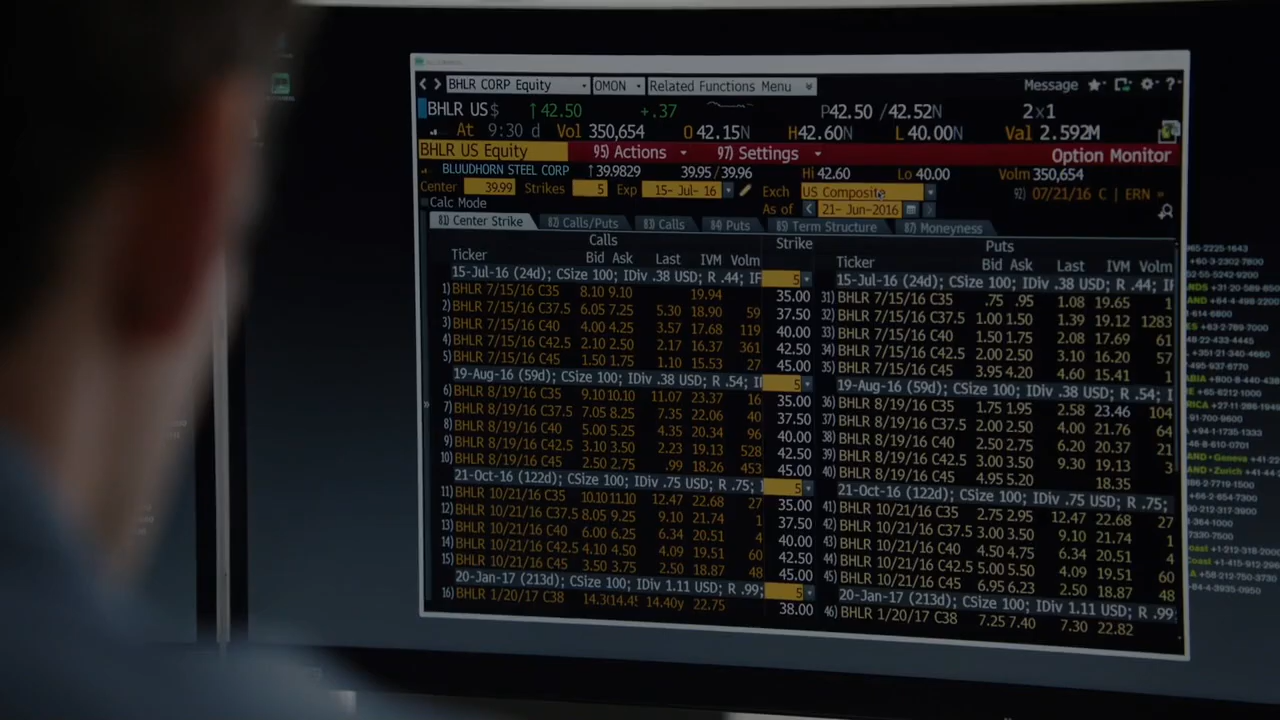 BHLR CORP Equity OMON Related Functions Menu Message ?
BHLR US $ ↑42.50 +.37 P42.50 /42.52N 2x1
At 9:30 d Vol 350,654 O 42.15N H 42.60N L 40.00N Val 2.592M
BHLR US Equity 95) Actions 97) Settings Option Monitor
BLUUDHORN STEEL CORP ↑39.9829 39.95/39.96 Hi 42.60 Lo 40.00 Volm 350,654
Center 39.99 Strikes 5 Exp 15-Jul-16 Exch US Composite 92) 07/21/16 C | ERN »
Calc Mode As of 21-Jun-2016
81) Center Strike 82) Calls/Puts 83) Calls 84) Puts 85) Term Structure 87) Moneyness
Calls Strike Puts
Ticker Bid Ask Last IVM Volm Ticker Bid Ask Last IVM Volm
15-Jul-16 (24d); CSize 100; IDiv .38 USD; R .44; IF 5 15-Jul-16 (24d); CSize 100; IDiv .38 USD; R .44; IF
1) BHLR 7/15/16 C35 8.10 9.10 19.94 35.00 31) BHLR 7/15/16 C35 .75 .95 1.08 19.65 1
2) BHLR 7/15/16 C37.5 6.05 7.25 5.30 18.90 59 37.50 32) BHLR 7/15/16 C37.5 1.00 1.50 1.39 19.12 1283
3) BHLR 7/15/16 C40 4.00 4.25 3.57 17.68 119 40.00 33) BHLR 7/15/16 C40 1.50 1.75 2.08 17.69 61
4) BHLR 7/15/16 C42.5 2.10 2.50 2.17 16.37 361 42.50 34) BHLR 7/15/16 C42.5 2.00 2.50 3.10 16.20 57
5) BHLR 7/15/16 C45 1.50 1.75 1.10 15.53 27 45.00 35) BHLR 7/15/16 C45 3.95 4.20 4.60 15.41 1
19-Aug-16 (59d); CSize 100; IDiv .38 USD; R .54; I 5 19-Aug-16 (59d); CSize 100; IDiv .38 USD; R .54; I
6) BHLR 8/19/16 C35 9.10 10.10 11.07 23.37 16 35.00 36) BHLR 8/19/16 C35 1.75 1.95 2.58 23.46 104
7) BHLR 8/19/16 C37.5 7.05 8.25 7.35 22.06 40 37.50 37) BHLR 8/19/16 C37.5 2.00 2.50 4.00 21.76 64
8) BHLR 8/19/16 C40 5.00 5.25 4.35 20.34 96 40.00 38) BHLR 8/19/16 C40 2.50 2.75 6.20 20.37 21
9) BHLR 8/19/16 C42.5 3.10 3.50 2.23 19.13 528 42.50 39) BHLR 8/19/16 C42.5 3.00 3.50 9.30 19.13 3
10) BHLR 8/19/16 C45 2.50 2.75 .99 18.26 453 45.00 40) BHLR 8/19/16 C45 4.95 5.20 18.35
21-Oct-16 (122d); CSize 100; IDiv .75 USD; R .75; 5 21-Oct-16 (122d); CSize 100; IDiv .75 USD; R .75;
11) BHLR 10/21/16 C35 10.10 11.10 12.47 22.68 27 35.00 41) BHLR 10/21/16 C35 2.75 2.95 12.47 22.68 27
12) BHLR 10/21/16 C37.5 8.05 9.25 9.10 21.74 1 37.50 42) BHLR 10/21/16 C37.5 3.00 3.50 9.10 21.74 1
13) BHLR 10/21/16 C40 6.00 6.25 6.34 20.51 4 40.00 43) BHLR 10/21/16 C40 4.50 4.75 6.34 20.51 4
14) BHLR 10/21/16 C42.5 4.10 4.50 4.09 19.51 60 42.50 44) BHLR 10/21/16 C42.5 5.00 5.50 4.09 19.51 60
15) BHLR 10/21/16 C45 3.50 3.75 2.50 18.87 48 45.00 45) BHLR 10/21/16 C45 6.95 6.23 2.50 18.87 48
20-Jan-17 (213d); CSize 100; IDiv 1.11 USD; R .99; 5 20-Jan-17 (213d); CSize 100; IDiv 1.11 USD; R .99
16) BHLR 1/20/17 C38 14.40y 22.75 38.00 46) BHLR 1/20/17 C38 7.25 7.40 7.30 22.82